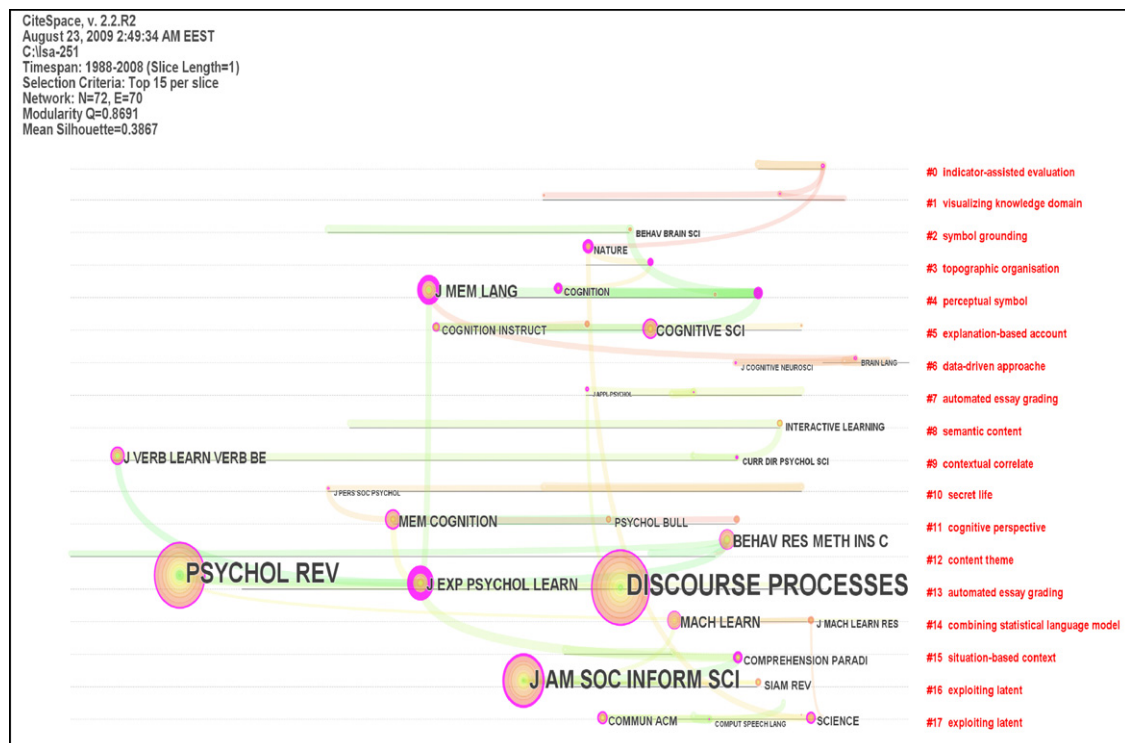 CiteSpace, v. 2.2.R2
August 23, 2009 2:49:34 AM EEST
C:\lsa-251
Timespan: 1988-2008 (Slice Length=1)
Selection Criteria: Top 15 per slice
Network: N=72, E=70
Modularity Q=0.8691
Mean Silhouette=0.3867
#0 indicator-assisted evaluation
#1 visualizing knowledge domain
BEHAV BRAIN SCI
#2 symbol grounding
NATURE
#3 topographic organisation
J MEM LANG
COGNITION
#4 perceptual symbol
COGNITION INSTRUCT
COGNITIVE SCI
#5 explanation-based account
J COGNITIVE NEUROSCI
BRAIN LANG
#6 data-driven approache
J APPL PSYCHOL
#7 automated essay grading
INTERACTIVE LEARNING
#8 semantic content
J VERB LEARN VERB BE
CURR DIR PSYCHOL SCI
#9 contextual correlate
J PERS SOC PSYCHOL
#10 secret life
MEM COGNITION
PSYCHOL BULL
#11 cognitive perspective
BEHAV RES METH INS C
#12 content theme
PSYCHOL REV
J EXP PSYCHOL LEARN
DISCOURSE PROCESSES
#13 automated essay grading
MACH LEARN
J MACH LEARN RES
#14 combining statistical language model
COMPREHENSION PARADI
#15 situation-based context
J AM SOC INFORM SCI
SIAM REV
#16 exploiting latent
COMMUN ACM
COMPUT SPEECH LANG
SCIENCE
#17 exploiting latent